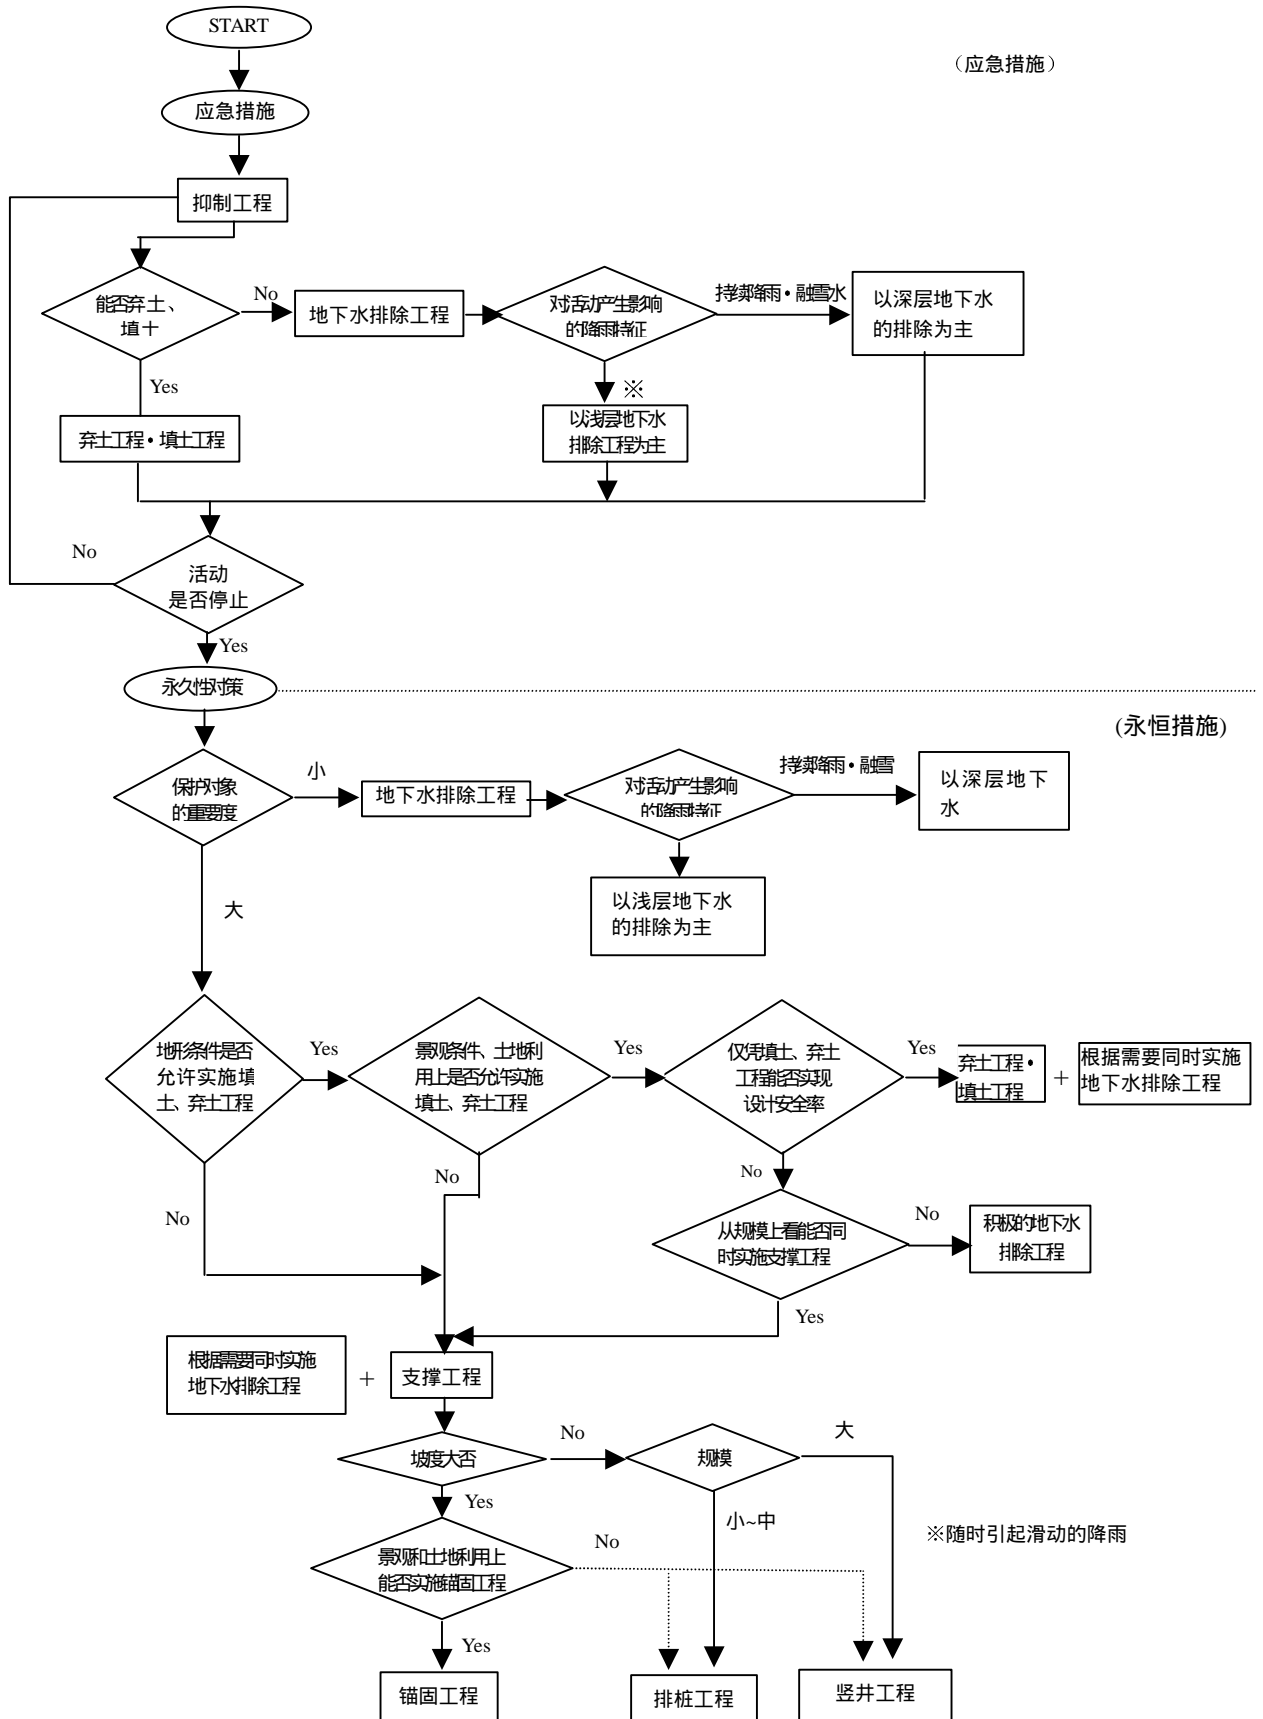 START
（应急措施）
应急措施
抑制工程
能否弃土、
填十
No
地下水排除工程
对活动产生影响
的降雨特征
持续降雨·融雪水
以深层地下水
的排除为主
Yes
※
弃土工程·填土工程
以浅层地下水
排除工程为主
No
活动
是否停止
Yes
永久性对策
(永恒措施)
保护对象
的重要度
小
地下水排除工程
对活动产生影响
的降雨特征
持续降雨·融雪
以深层地下
水
大
以浅层地下水
的排除为主
地形条件是否
允许实施填
土、弃土工程
Yes
景观条件、土地利
用上是否允许实施
填土、弃土工程
Yes
仅凭填土、弃土
工程能否实现
设计安全率
Yes
弃土工程·
填土工程
+
根据需要同时实施
地下水排除工程
No
No
No
从规模上看能否同
时实施支撑工程
No
积极的地下水
排除工程
Yes
根据需要同时实施
地下水排除工程
+
支撑工程
坡度大否
No
规模
大
Yes
小~中
※随时引起滑动的降雨
景观和土地利用上
能否实施锚固工程
No
Yes
锚固工程
排桩工程
竖井工程